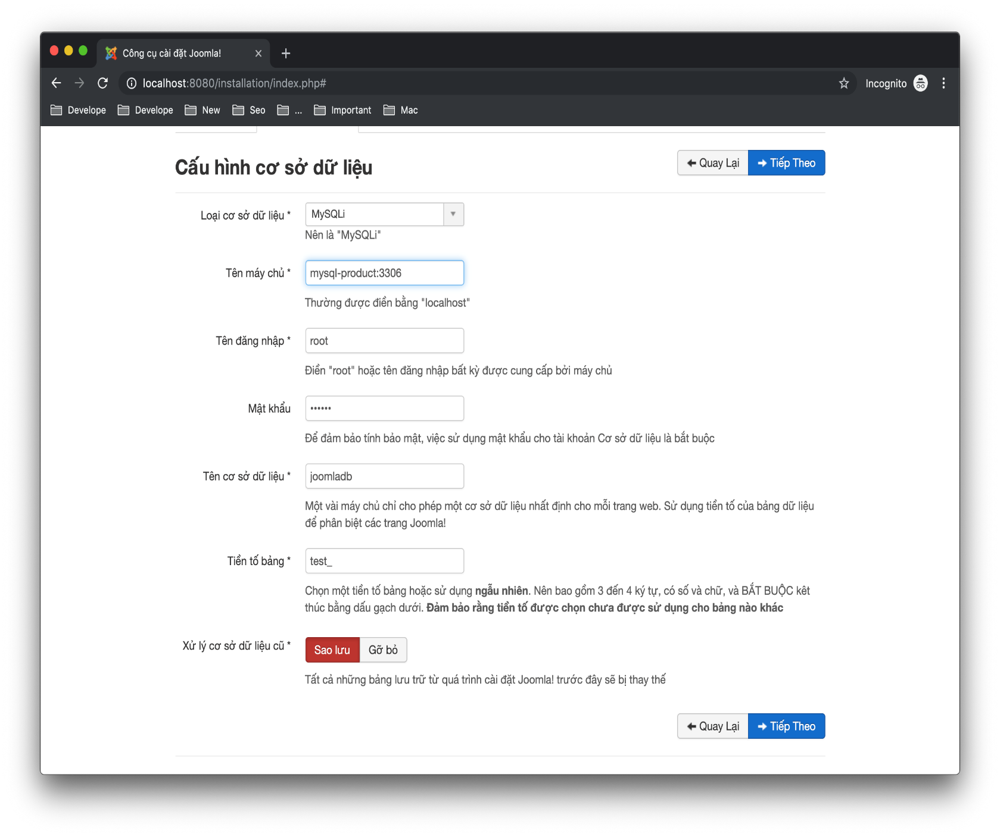 Công cụ cài đặt Joomla!
localhost:8080/installation/index.php#
Incognito
Develope
Develope
New
Seo
...
Important
Mac
Cấu hình cơ sở dữ liệu
Quay Lại
Tiếp Theo
Loại cơ sở dữ liệu *
MySQLi
Nên là "MySQLi"
Tên máy chủ *
mysql-product:3306
Thường được điền bằng "localhost"
Tên đăng nhập *
root
Điền "root" hoặc tên đăng nhập bất kỳ được cung cấp bởi máy chủ
Mật khẩu
••••••
Để đảm bảo tính bảo mật, việc sử dụng mật khẩu cho tài khoản Cơ sở dữ liệu là bắt buộc
Tên cơ sở dữ liệu *
joomladb
Một vài máy chủ chỉ cho phép một cơ sở dữ liệu nhất định cho mỗi trang web. Sử dụng tiền tố của bảng dữ liệu
để phân biệt các trang Joomla!
Tiền tố bảng *
test_
Chọn một tiền tố bảng hoặc sử dụng ngẫu nhiên. Nên bao gồm 3 đến 4 ký tự, có số và chữ, và BẮT BUỘC kêt
thúc bằng dấu gạch dưới. Đảm bảo rằng tiền tố được chọn chưa được sử dụng cho bảng nào khác
Xử lý cơ sở dữ liệu cũ *
Sao lưu
Gỡ bỏ
Tất cả những bảng lưu trữ từ quá trình cài đặt Joomla! trước đây sẽ bị thay thế
Quay Lại
Tiếp Theo